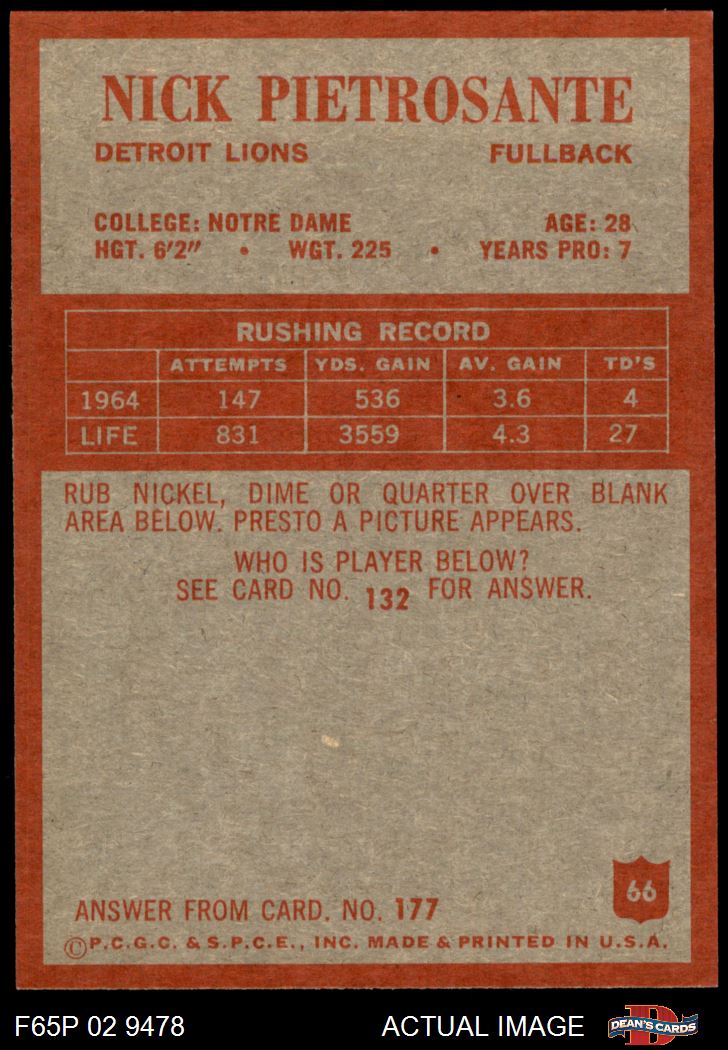 NICK PIETROSANTE
DETROIT LIONS FULLBACK
COLLEGE: NOTRE DAME AGE: 28
HGT. 6'2" • WGT. 225 • YEARS PRO: 7
RUSHING RECORD
ATTEMPTS YDS. GAIN AV. GAIN TD'S
1964 147 536 3.6 4
LIFE 831 3559 4.3 27
RUB NICKEL, DIME OR QUARTER OVER BLANK
AREA BELOW. PRESTO A PICTURE APPEARS.
WHO IS PLAYER BELOW?
SEE CARD NO. 132 FOR ANSWER.
66
ANSWER FROM CARD. NO. 177
©P.C.G.C. & S.P.C.E., INC. MADE & PRINTED IN U.S.A.
F65P 02 9478 ACTUAL IMAGE D DEAN'S CARDS